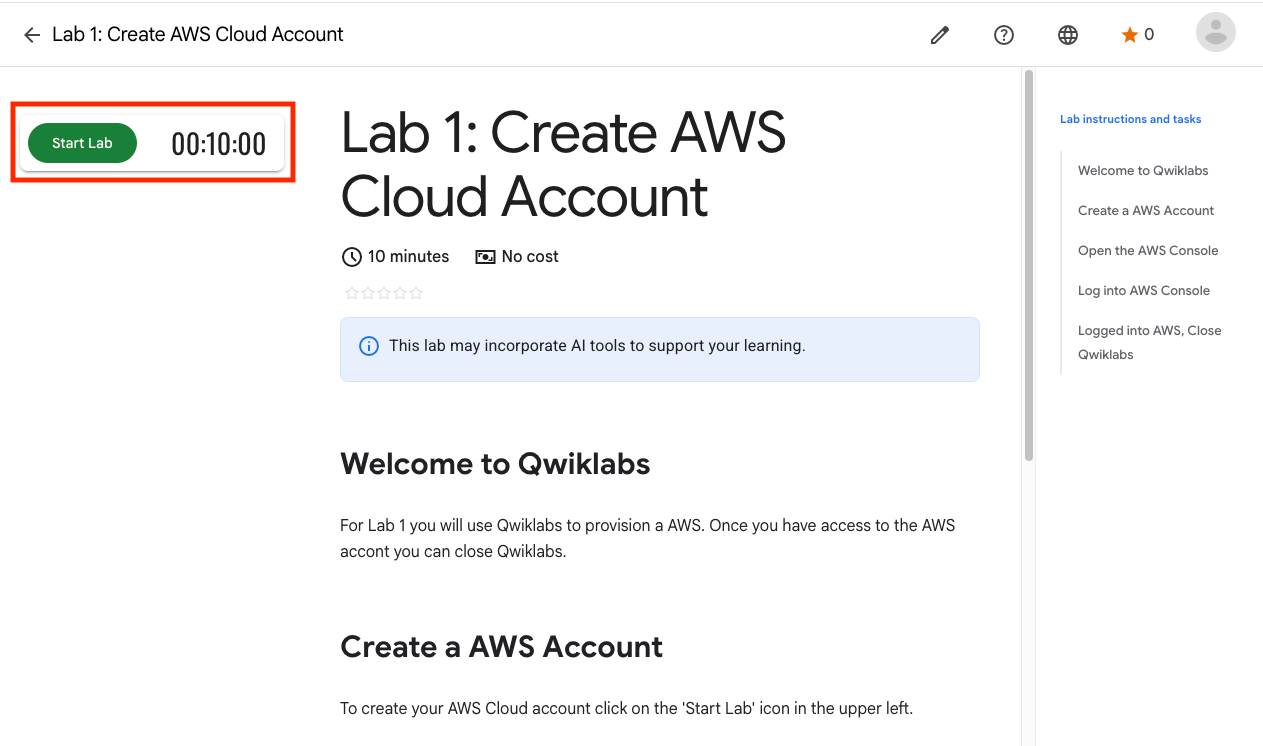 Lab 1: Create AWS Cloud Account
0
Start Lab
00:10:00
Lab 1: Create AWS
Cloud Account
10 minutes
No cost
This lab may incorporate AI tools to support your learning.
Welcome to Qwiklabs
For Lab 1 you will use Qwiklabs to provision a AWS. Once you have access to the AWS
accont you can close Qwiklabs.
Create a AWS Account
To create your AWS Cloud account click on the 'Start Lab' icon in the upper left.
Lab instructions and tasks
Welcome to Qwiklabs
Create a AWS Account
Open the AWS Console
Log into AWS Console
Logged into AWS, Close
Qwiklabs